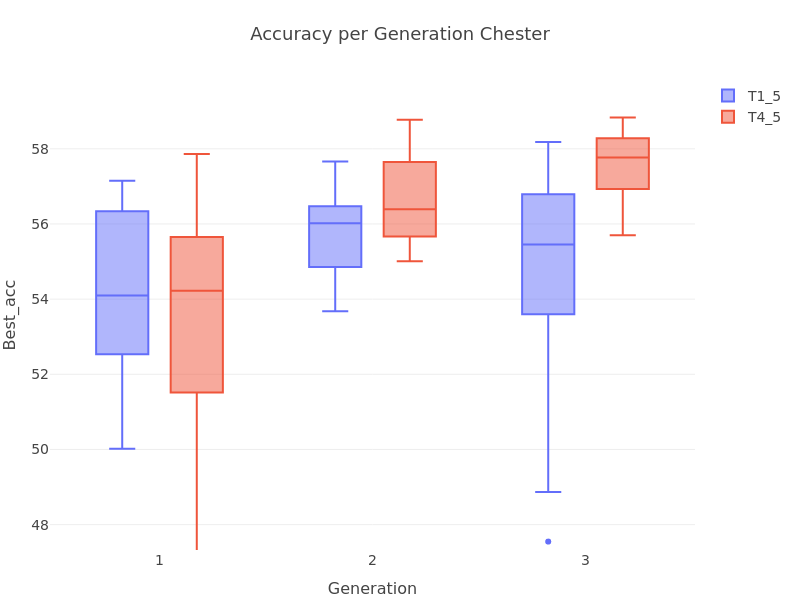 Accuracy per Generation Chester
T1_5
T4_5
58
56
54
52
50
48
Best_acc
1
2
3
Generation